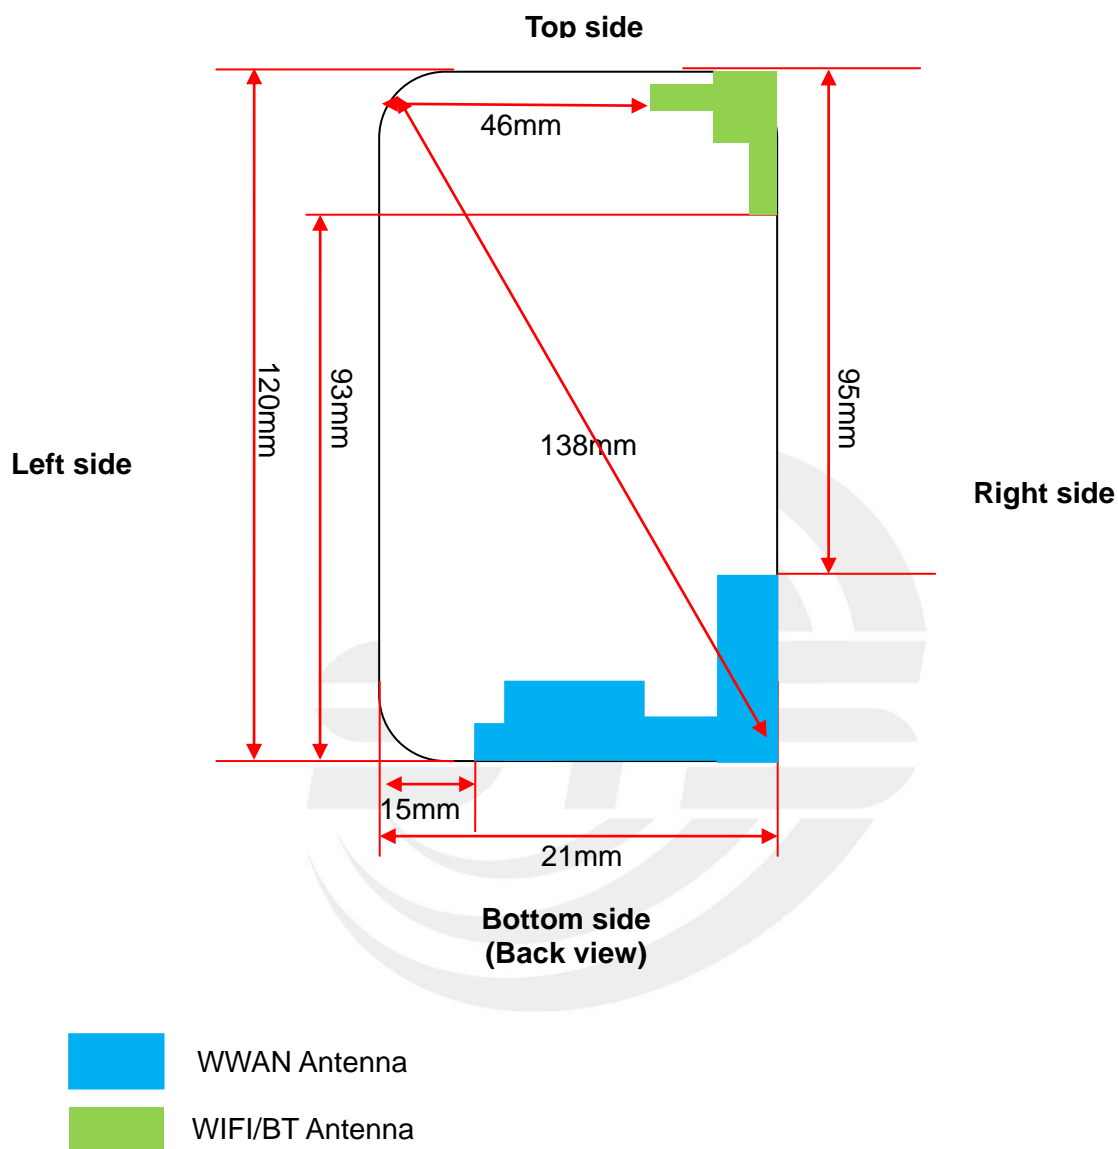 Top side
46mm
120mm
93mm
95mm
138mm
Left side
Right side
15mm
21mm
Bottom side
(Back view)
WWAN Antenna
WIFI/BT Antenna